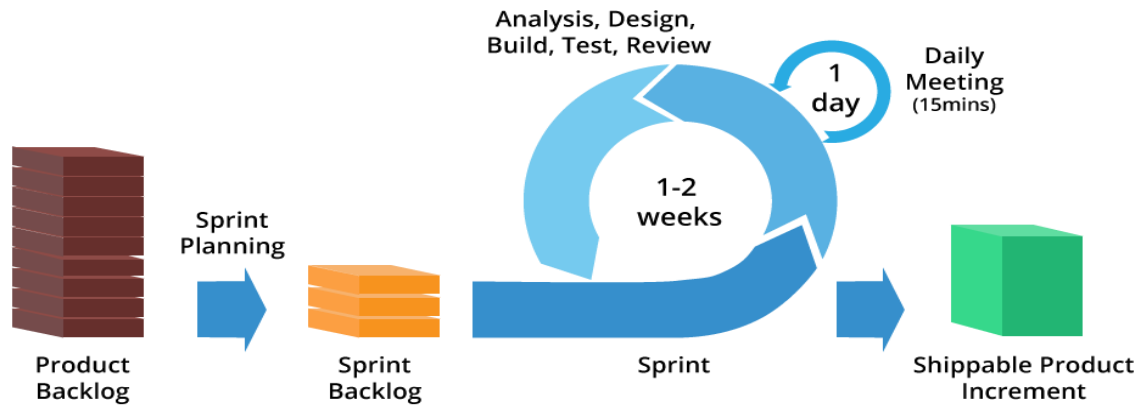 Analysis, Design,
Build, Test, Review
1
day
Daily
Meeting
(15mins)
1-2
weeks
Sprint
Planning
Product
Backlog
Sprint
Backlog
Sprint
Shippable Product
Increment